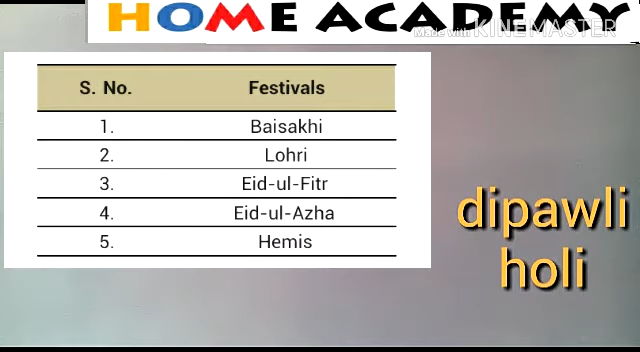 HOME ACADEMY
Made with KINEMASTER
S. No. Festivals
1. Baisakhi
2. Lohri
3. Eid-ul-Fitr
4. Eid-ul-Azha
5. Hemis
dipawli
holi